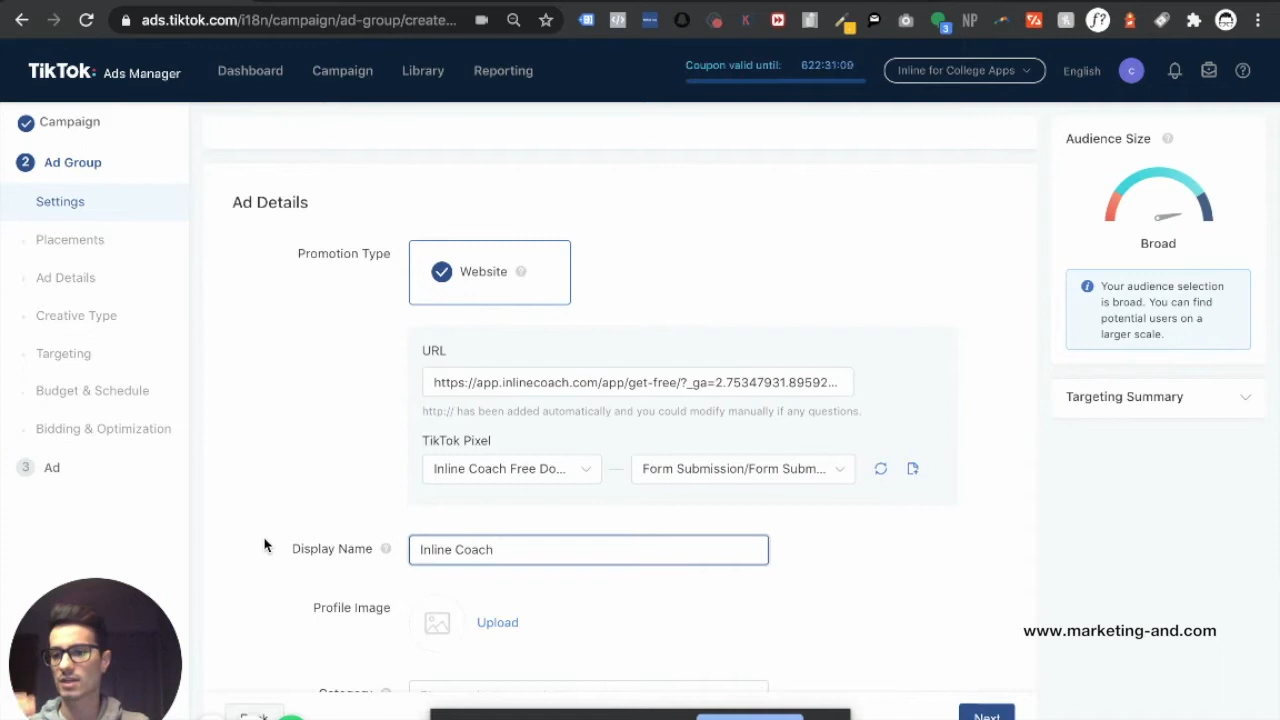 ads.tiktok.com/i18n/campaign/ad-group/create...
3
NP
f?
TikTok: Ads Manager
Dashboard
Campaign
Library
Reporting
Coupon valid until: 622:31:09
Inline for College Apps
English
c
Campaign
2 Ad Group
Settings
Placements
Ad Details
Creative Type
Targeting
Budget & Schedule
Bidding & Optimization
3 Ad
Ad Details
Promotion Type
Website
URL
https://app.inlinecoach.com/app/get-free/?_ga=2.75347931.89592...
http:// has been added automatically and you could modify manually if any questions.
TikTok Pixel
Inline Coach Free Do...
Form Submission/Form Subm...
Display Name
Inline Coach
Profile Image
Upload
Category
Next
Audience Size
Broad
Your audience selection
is broad. You can find
potential users on a
larger scale.
Targeting Summary
www.marketing-and.com